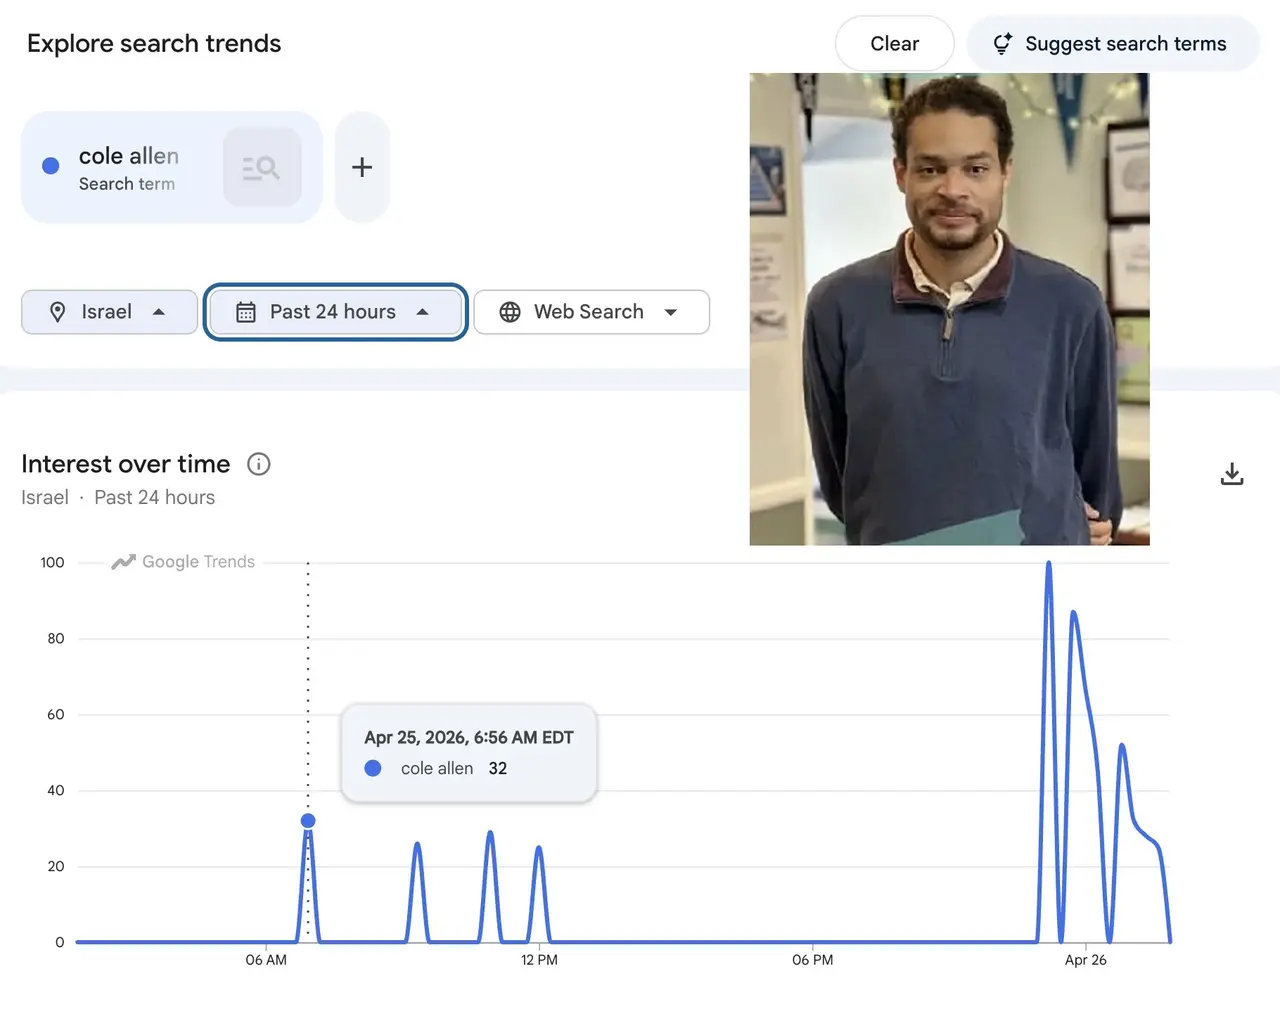 Explore search trends
Clear
Suggest search terms
cole allen
Search term
+
Israel
Past 24 hours
Web Search
Interest over time
Israel · Past 24 hours
Google Trends
100
80
60
40
20
0
Apr 25, 2026, 6:56 AM EDT
cole allen 32
06 AM
12 PM
06 PM
Apr 26